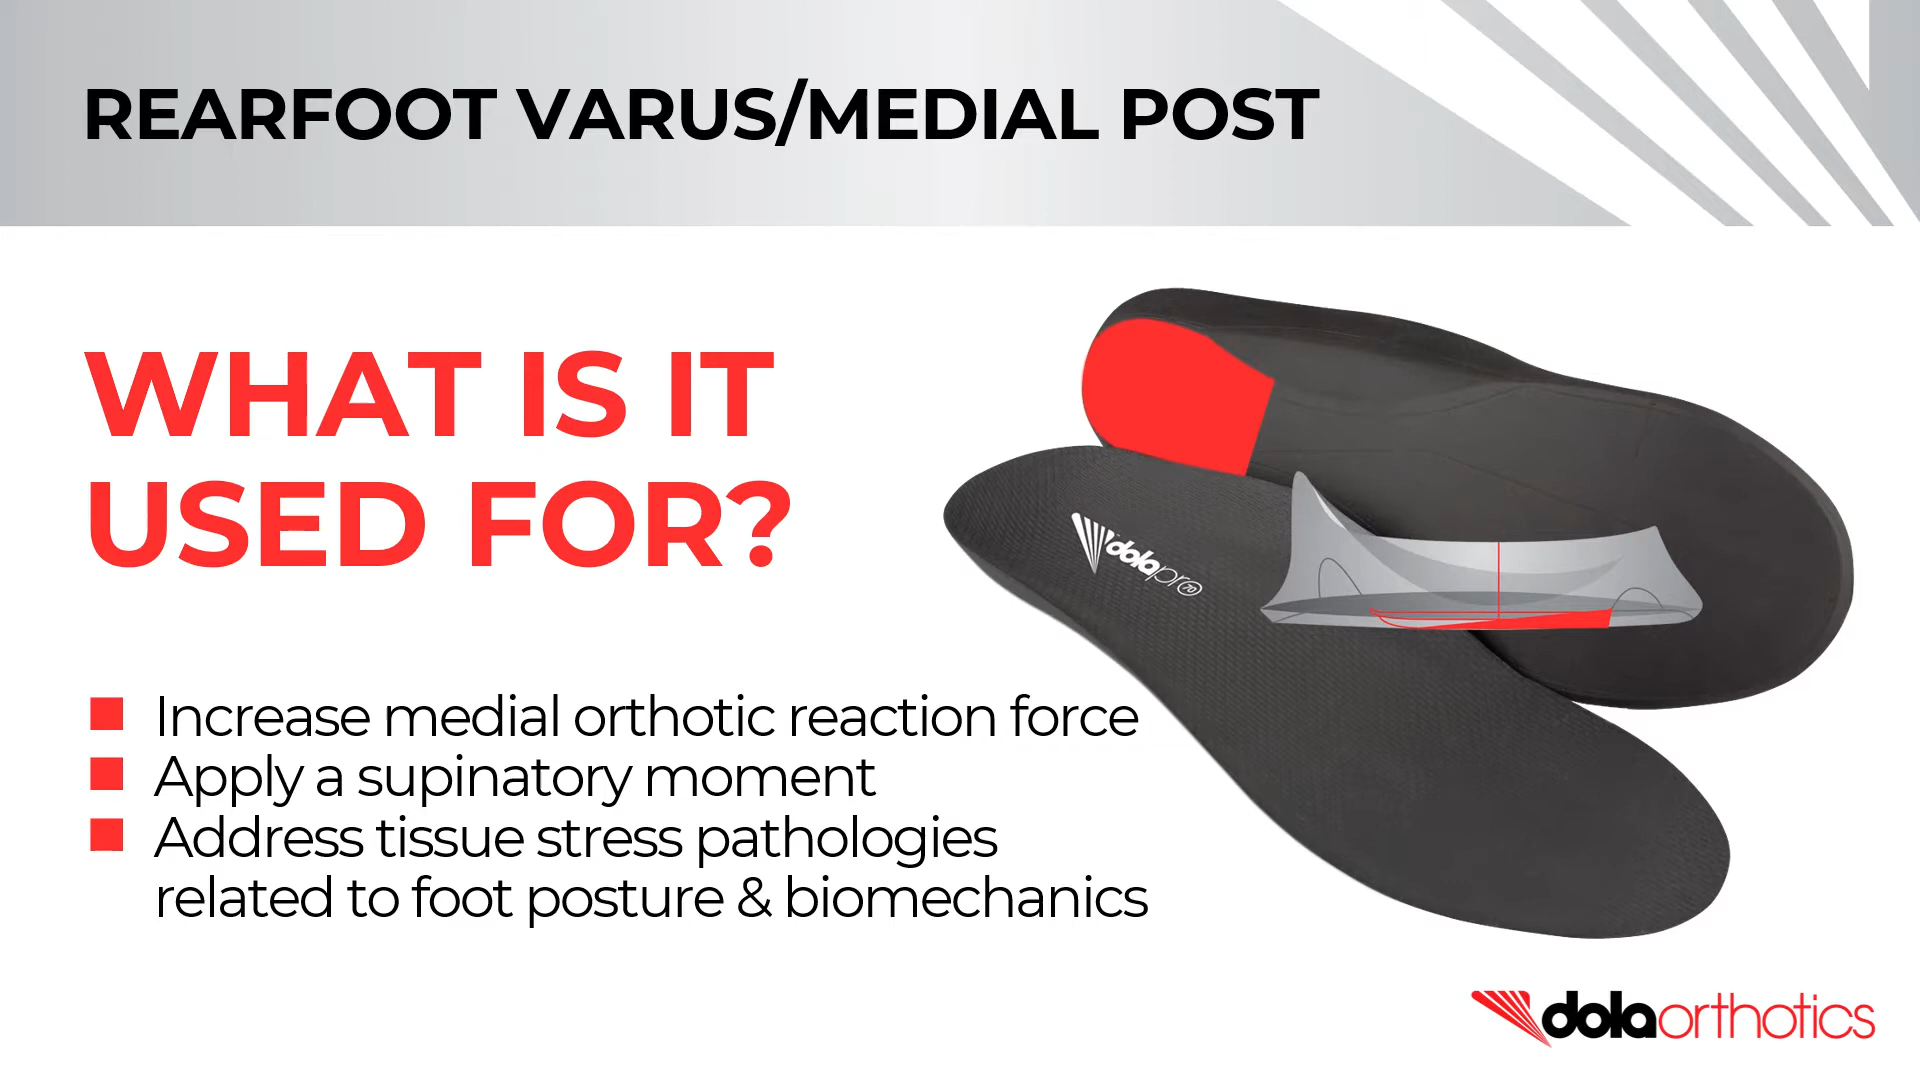 REARFOOT VARUS/MEDIAL POST
WHAT IS IT
USED FOR?
Increase medial orthotic reaction force
Apply a supinatory moment
Address tissue stress pathologies
related to foot posture & biomechanics
dolapro 70
dolaorthotics